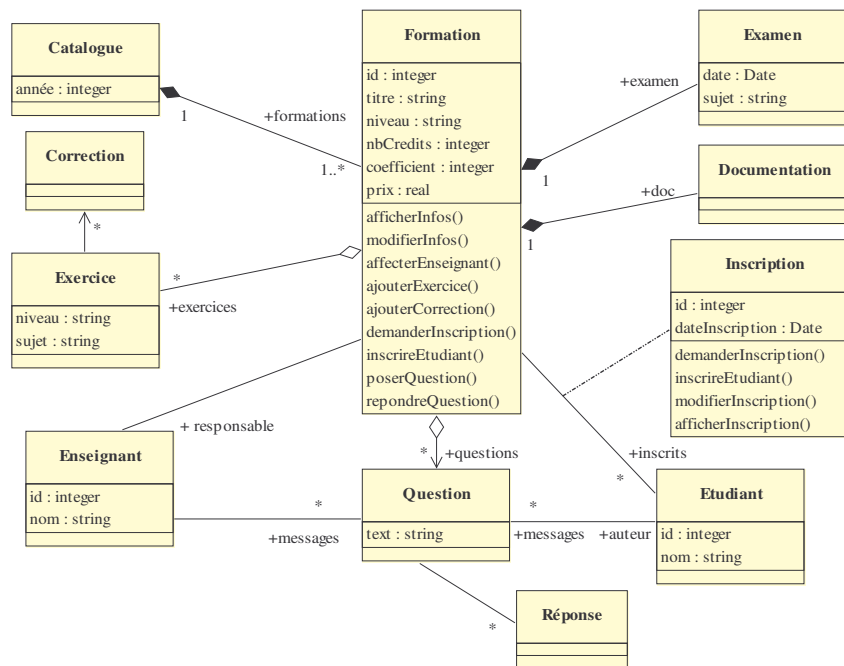 Catalogue
année : integer
1
+formations
1..*
Formation
id : integer
titre : string
niveau : string
nbCredits : integer
coefficient : integer
prix : real
afficherInfos()
modifierInfos()
affecterEnseignant()
ajouterExercice()
ajouterCorrection()
demanderInscription()
inscrireEtudiant()
poserQuestion()
repondreQuestion()
Examen
date : Date
sujet : string
+examen
1
Documentation
+doc
1
Correction
*
Exercice
niveau : string
sujet : string
*
+exercices
Inscription
id : integer
dateInscription : Date
demanderInscription()
inscrireEtudiant()
modifierInscription()
afficherInscription()
+ responsable
Enseignant
id : integer
nom : string
*
+messages
* +questions
Question
text : string
*
+messages
+auteur
+inscrits
*
Etudiant
id : integer
nom : string
*
Réponse